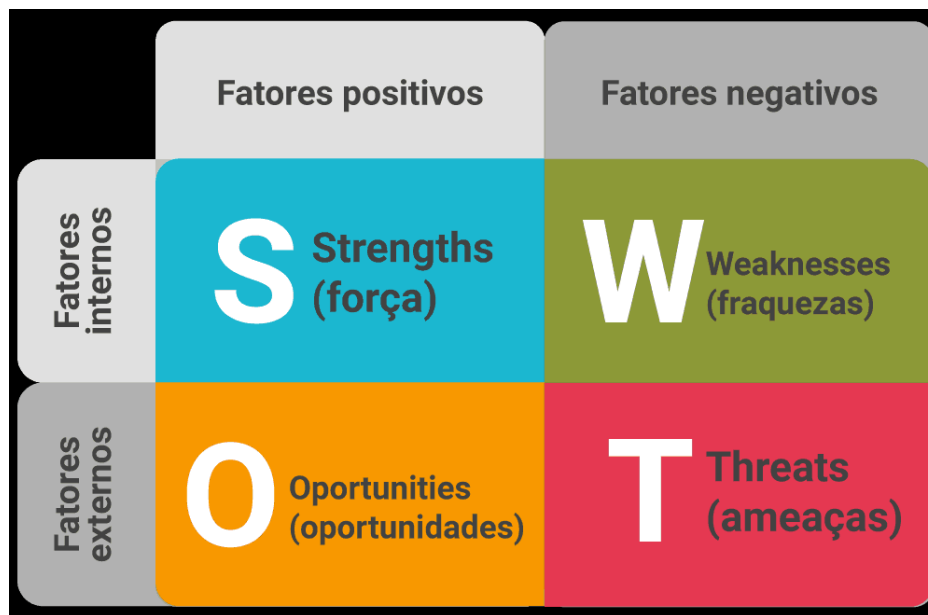 Fatores positivos
Fatores negativos
Fatores
internos
S
Strengths
(força)
W
Weaknesses
(fraquezas)
Fatores
externos
O
Oportunities
(oportunidades)
T
Threats
(ameaças)